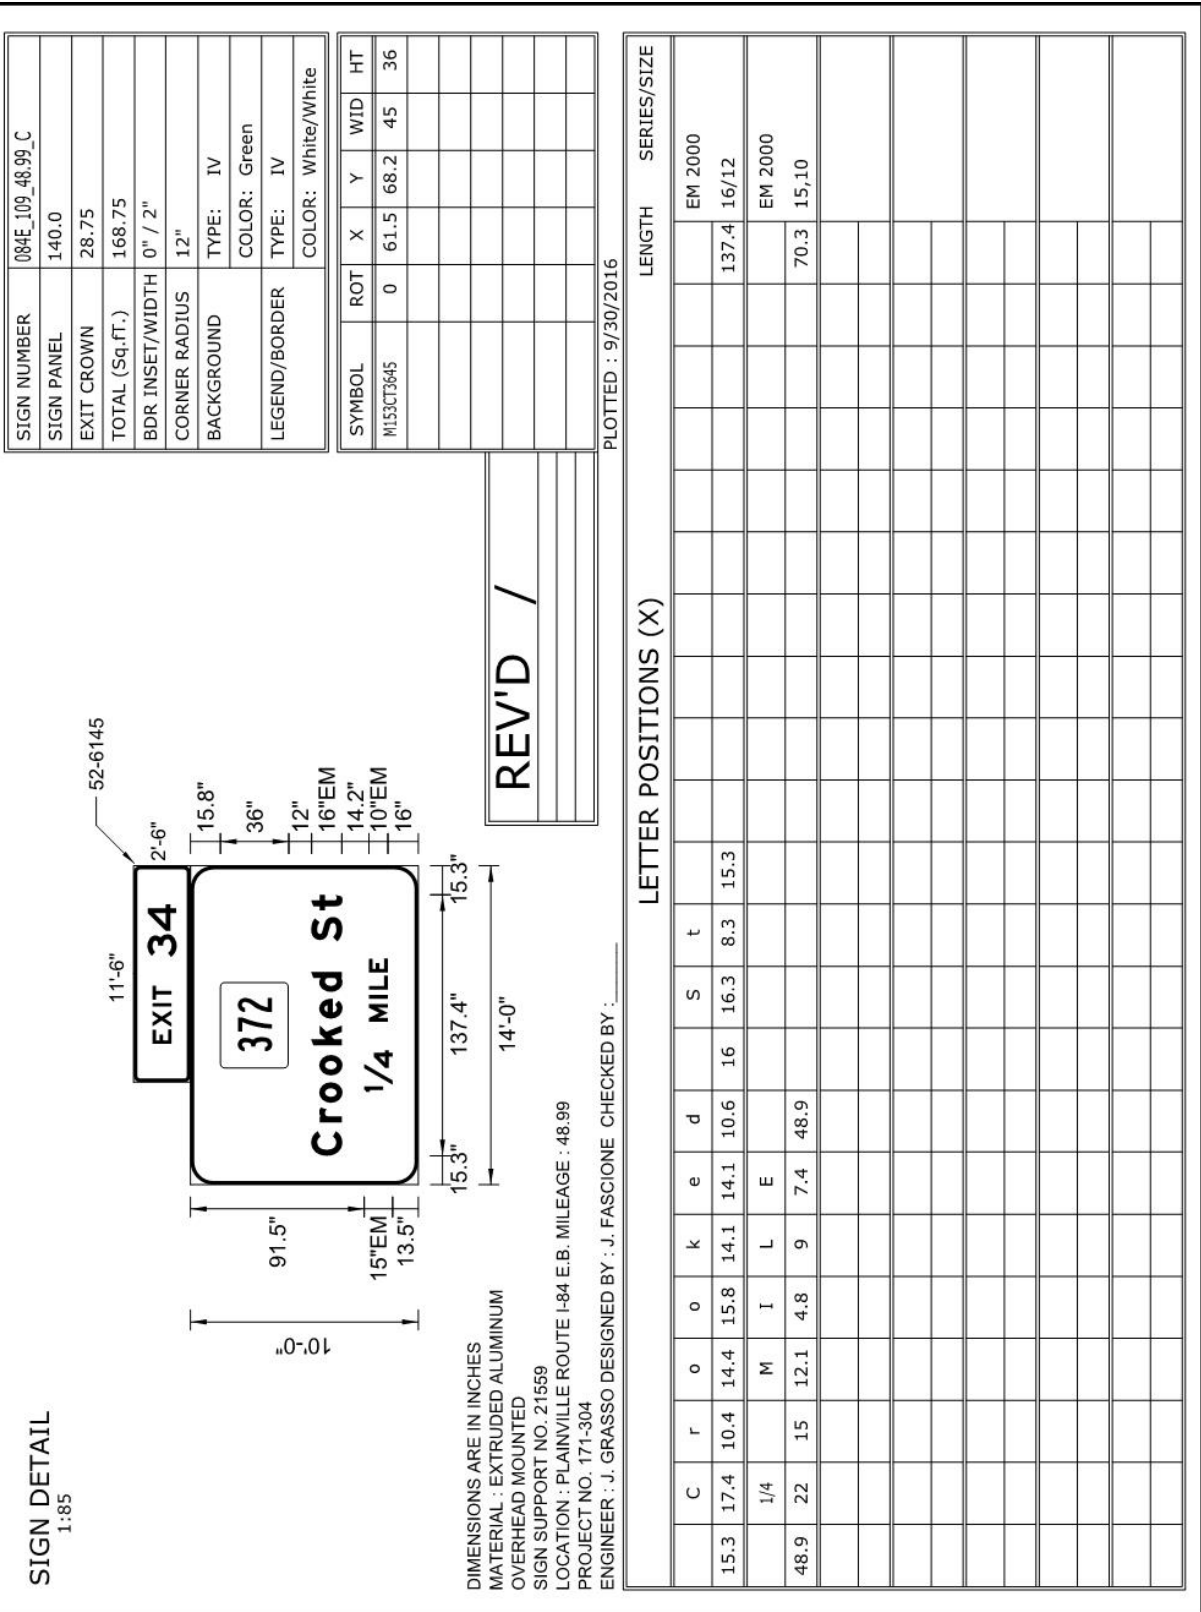 SIGN DETAIL
1:85
SIGN NUMBER 084E_109_48.99_C
SIGN PANEL 140.0
EXIT CROWN 28.75
TOTAL (Sq.fT.) 168.75
BDR INSET/WIDTH 0" / 2"
CORNER RADIUS 12"
BACKGROUND TYPE: IV
COLOR: Green
LEGEND/BORDER TYPE: IV
COLOR: White/White
SYMBOL ROT X Y WID HT
M153CT3645 0 61.5 68.2 45 36
52-6145
11'-6"
2'-6"
EXIT 34
372
Crooked St
1/4 MILE
15.8"
36"
12"
16"EM
14.2"
10"EM
16"
91.5"
15"EM
13.5"
10'-0"
15.3" 137.4" 15.3"
14'-0"
REV'D /
DIMENSIONS ARE IN INCHES
MATERIAL : EXTRUDED ALUMINUM
OVERHEAD MOUNTED
SIGN SUPPORT NO. 21559
LOCATION : PLAINVILLE ROUTE I-84 E.B. MILEAGE : 48.99
PROJECT NO. 171-304
ENGINEER : J. GRASSO DESIGNED BY : J. FASCIONE CHECKED BY :
PLOTTED : 9/30/2016
LETTER POSITIONS (X) LENGTH SERIES/SIZE
C r o o k e d S t EM 2000
15.3 17.4 10.4 14.4 15.8 14.1 14.1 10.6 16 16.3 8.3 15.3 137.4 16/12
1/4 M I L E EM 2000
48.9 22 15 12.1 4.8 9 7.4 48.9 70.3 15,10